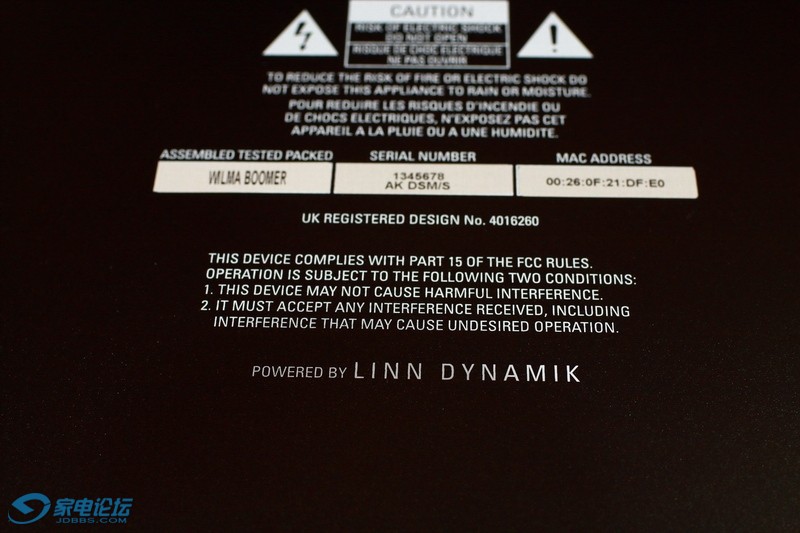 CAUTION
RISK OF ELECTRIC SHOCK
DO NOT OPEN
RISQUE DE CHOC ELECTRIQUE
NE PAS OUVRIR
TO REDUCE THE RISK OF FIRE OR ELECTRIC SHOCK DO
NOT EXPOSE THIS APPLIANCE TO RAIN OR MOISTURE.
POUR REDUIRE LES RISQUES D'INCENDIE OU
DE CHOCS ELECTRIQUES, N'EXPOSEZ PAS CET
APPAREIL A LA PLUIE OU A UNE HUMIDITE.
ASSEMBLED TESTED PACKED SERIAL NUMBER MAC ADDRESS
WILMA BOOMER 1345678 00:26:0F:21:DF:E0
AK DSM/S
UK REGISTERED DESIGN No. 4016260
THIS DEVICE COMPLIES WITH PART 15 OF THE FCC RULES.
OPERATION IS SUBJECT TO THE FOLLOWING TWO CONDITIONS:
1. THIS DEVICE MAY NOT CAUSE HARMFUL INTERFERENCE.
2. IT MUST ACCEPT ANY INTERFERENCE RECEIVED, INCLUDING
INTERFERENCE THAT MAY CAUSE UNDESIRED OPERATION.
POWERED BY LINN DYNAMIK
家电论坛
JDBBS.COM